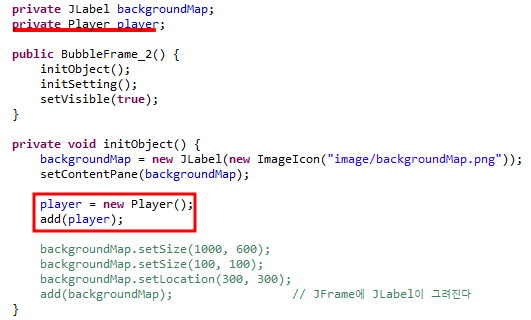 private JLabel backgroundMap;
private Player player;
public BubbleFrame_2() {
initObject();
initSetting();
setVisible(true);
}
private void initObject() {
backgroundMap = new JLabel(new ImageIcon("image/backgroundMap.png"));
setContentPane(backgroundMap);
player = new Player();
add(player);
backgroundMap.setSize(1000, 600);
backgroundMap.setSize(100, 100);
backgroundMap.setLocation(300, 300);
add(backgroundMap); // JFrame에 JLabel이 그려진다
}